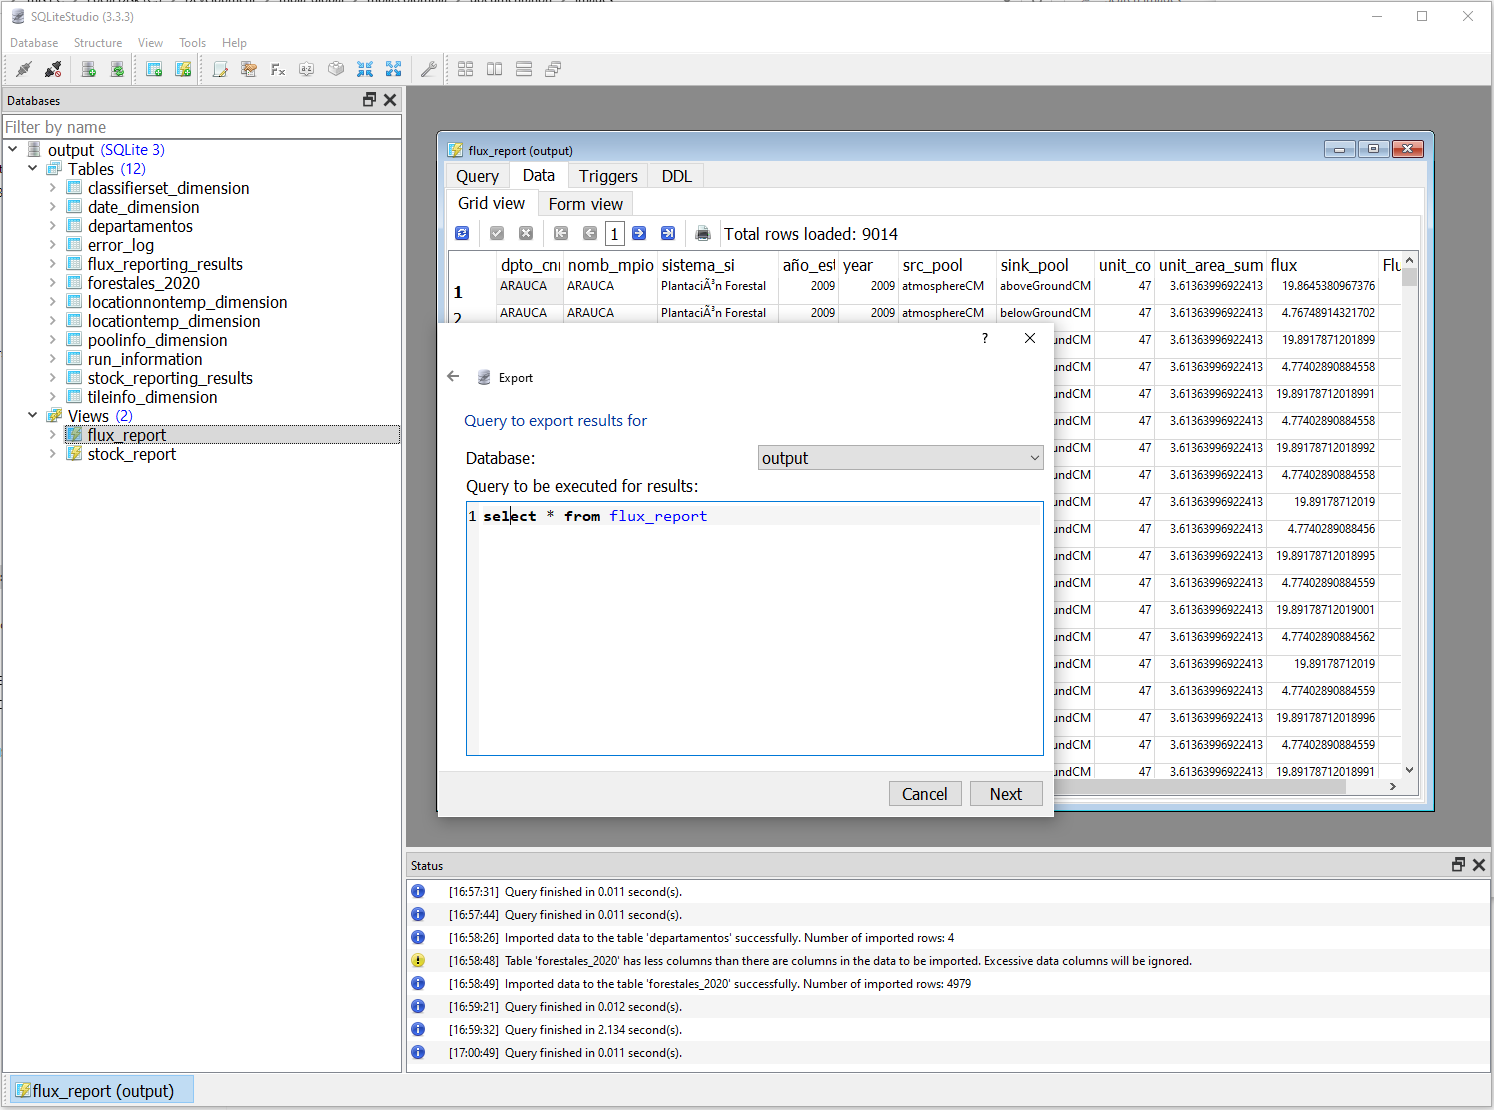 SQLiteStudio (3.3.3)
Database Structure View Tools Help
Databases
Filter by name
output (SQLite 3)
Tables (12)
classifierset_dimension
date_dimension
departamentos
error_log
flux_reporting_results
forestales_2020
locationnontemp_dimension
locationtemp_dimension
poolinfo_dimension
run_information
stock_reporting_results
tileinfo_dimension
Views (2)
flux_report
stock_report
flux_report (output)
Query Data Triggers DDL
Grid view Form view
1 Total rows loaded: 9014
dpto_cnr nomb_mpio sistema_si año_est year src_pool sink_pool unit_co unit_area_sum flux Flu
1 ARAUCA ARAUCA PlantaciÃ³n Forestal 2009 2009 atmosphereCM aboveGroundCM 47 3.61363996922413 19.8645380967376
2 ARAUCA ARAUCA PlantaciÃ³n Forestal 2009 2009 atmosphereCM belowGroundCM 47 3.61363996922413 4.76748914321702
undCM 47 3.61363996922413 19.8917871201899
undCM 47 3.61363996922413 4.77402890884558
undCM 47 3.61363996922413 19.89178712018991
undCM 47 3.61363996922413 4.77402890884558
undCM 47 3.61363996922413 19.89178712018992
undCM 47 3.61363996922413 4.77402890884558
undCM 47 3.61363996922413 19.89178712019
undCM 47 3.61363996922413 4.7740289088456
undCM 47 3.61363996922413 19.89178712018995
undCM 47 3.61363996922413 4.77402890884559
undCM 47 3.61363996922413 19.89178712019001
undCM 47 3.61363996922413 4.77402890884562
undCM 47 3.61363996922413 19.89178712019
undCM 47 3.61363996922413 4.77402890884559
undCM 47 3.61363996922413 19.89178712018996
undCM 47 3.61363996922413 4.77402890884559
undCM 47 3.61363996922413 19.89178712018991
?
Export
Query to export results for
Database: output
Query to be executed for results:
1 select * from flux_report
Cancel Next
Status
[16:57:31] Query finished in 0.011 second(s).
[16:57:44] Query finished in 0.011 second(s).
[16:58:26] Imported data to the table 'departamentos' successfully. Number of imported rows: 4
[16:58:48] Table 'forestales_2020' has less columns than there are columns in the data to be imported. Excessive data columns will be ignored.
[16:58:49] Imported data to the table 'forestales_2020' successfully. Number of imported rows: 4979
[16:59:21] Query finished in 0.012 second(s).
[16:59:32] Query finished in 2.134 second(s).
[17:00:49] Query finished in 0.011 second(s).
flux_report (output)